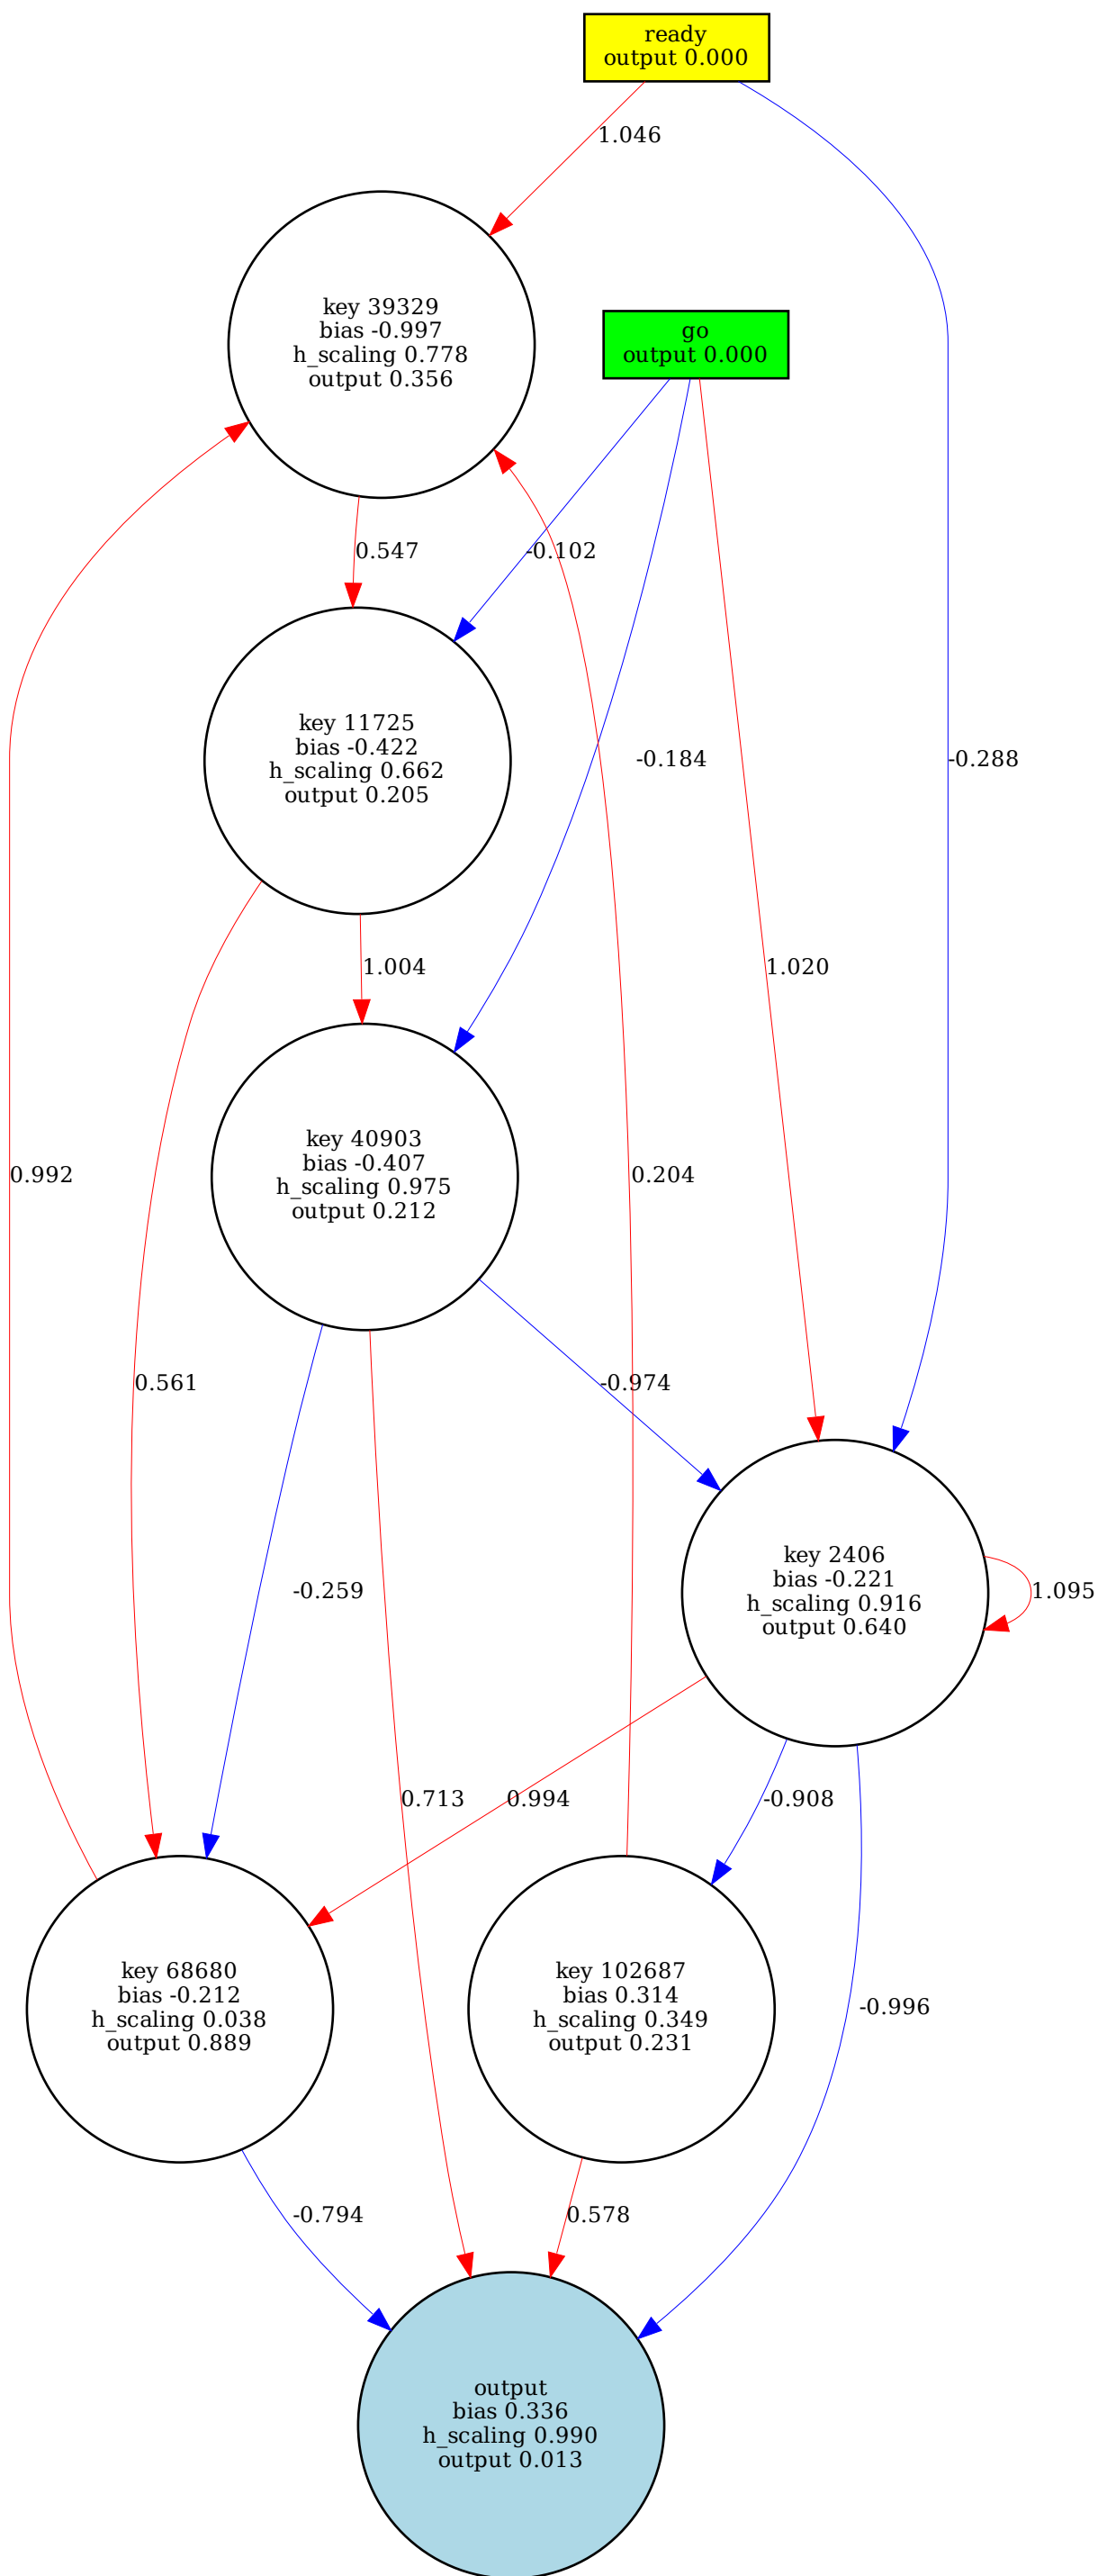 ready
output 0.000
1.046
key 39329
bias -0.997
h_scaling 0.778
output 0.356
go
output 0.000
0.547
-0.102
key 11725
bias -0.422
h_scaling 0.662
output 0.205
-0.184
-0.288
1.004
1.020
key 40903
bias -0.407
h_scaling 0.975
output 0.212
0.992
0.204
0.561
-0.974
key 2406
bias -0.221
h_scaling 0.916
output 0.640
-0.259
1.095
0.713
0.994
-0.908
key 68680
bias -0.212
h_scaling 0.038
output 0.889
key 102687
bias 0.314
h_scaling 0.349
output 0.231
-0.996
-0.794
0.578
output
bias 0.336
h_scaling 0.990
output 0.013